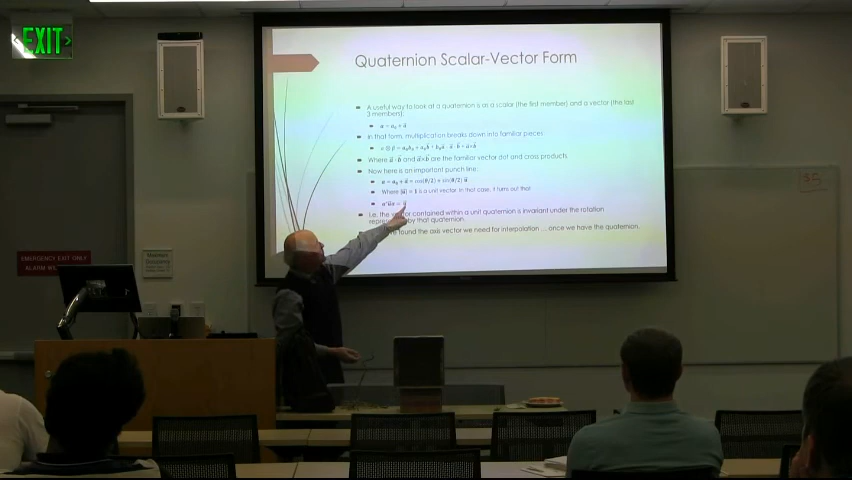 EXIT
Quaternion Scalar-Vector Form
A useful way to look at a quaternion is as a scalar (the first member) and a vector (the last
3 members):
In that form, multiplication breaks down into familiar pieces
Where a⃗ · b⃗ and a⃗×b⃗ are the familiar vector dot and cross products.
Now here is an important punch line:
Where |u⃗| = 1 is a unit vector. In that case, it turns out that
I.e. the vector contained within a unit quaternion is invariant under the rotation
by that quaternion.
found the axis vector we need for interpolation … once we have the quaternion.
EMERGENCY EXIT ONLY
ALARM
35